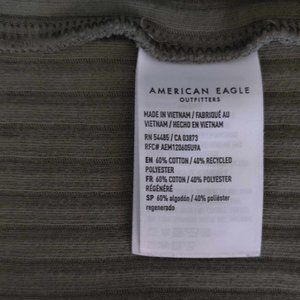 AMERICAN EAGLE
OUTFITTERS
MADE IN VIETNAM / FABRIQUÉ AU
VIETNAM / HECHO EN VIETNAM
RN 54485 / CA 03873
RFC# AEM120605U9A
EN 60% COTTON / 40% RECYCLED
POLYESTER
FR 60% COTON / 40% POLYESTER
RÉGÉNÉRÉ
SP 60% algodón / 40% poliéster
regenerado